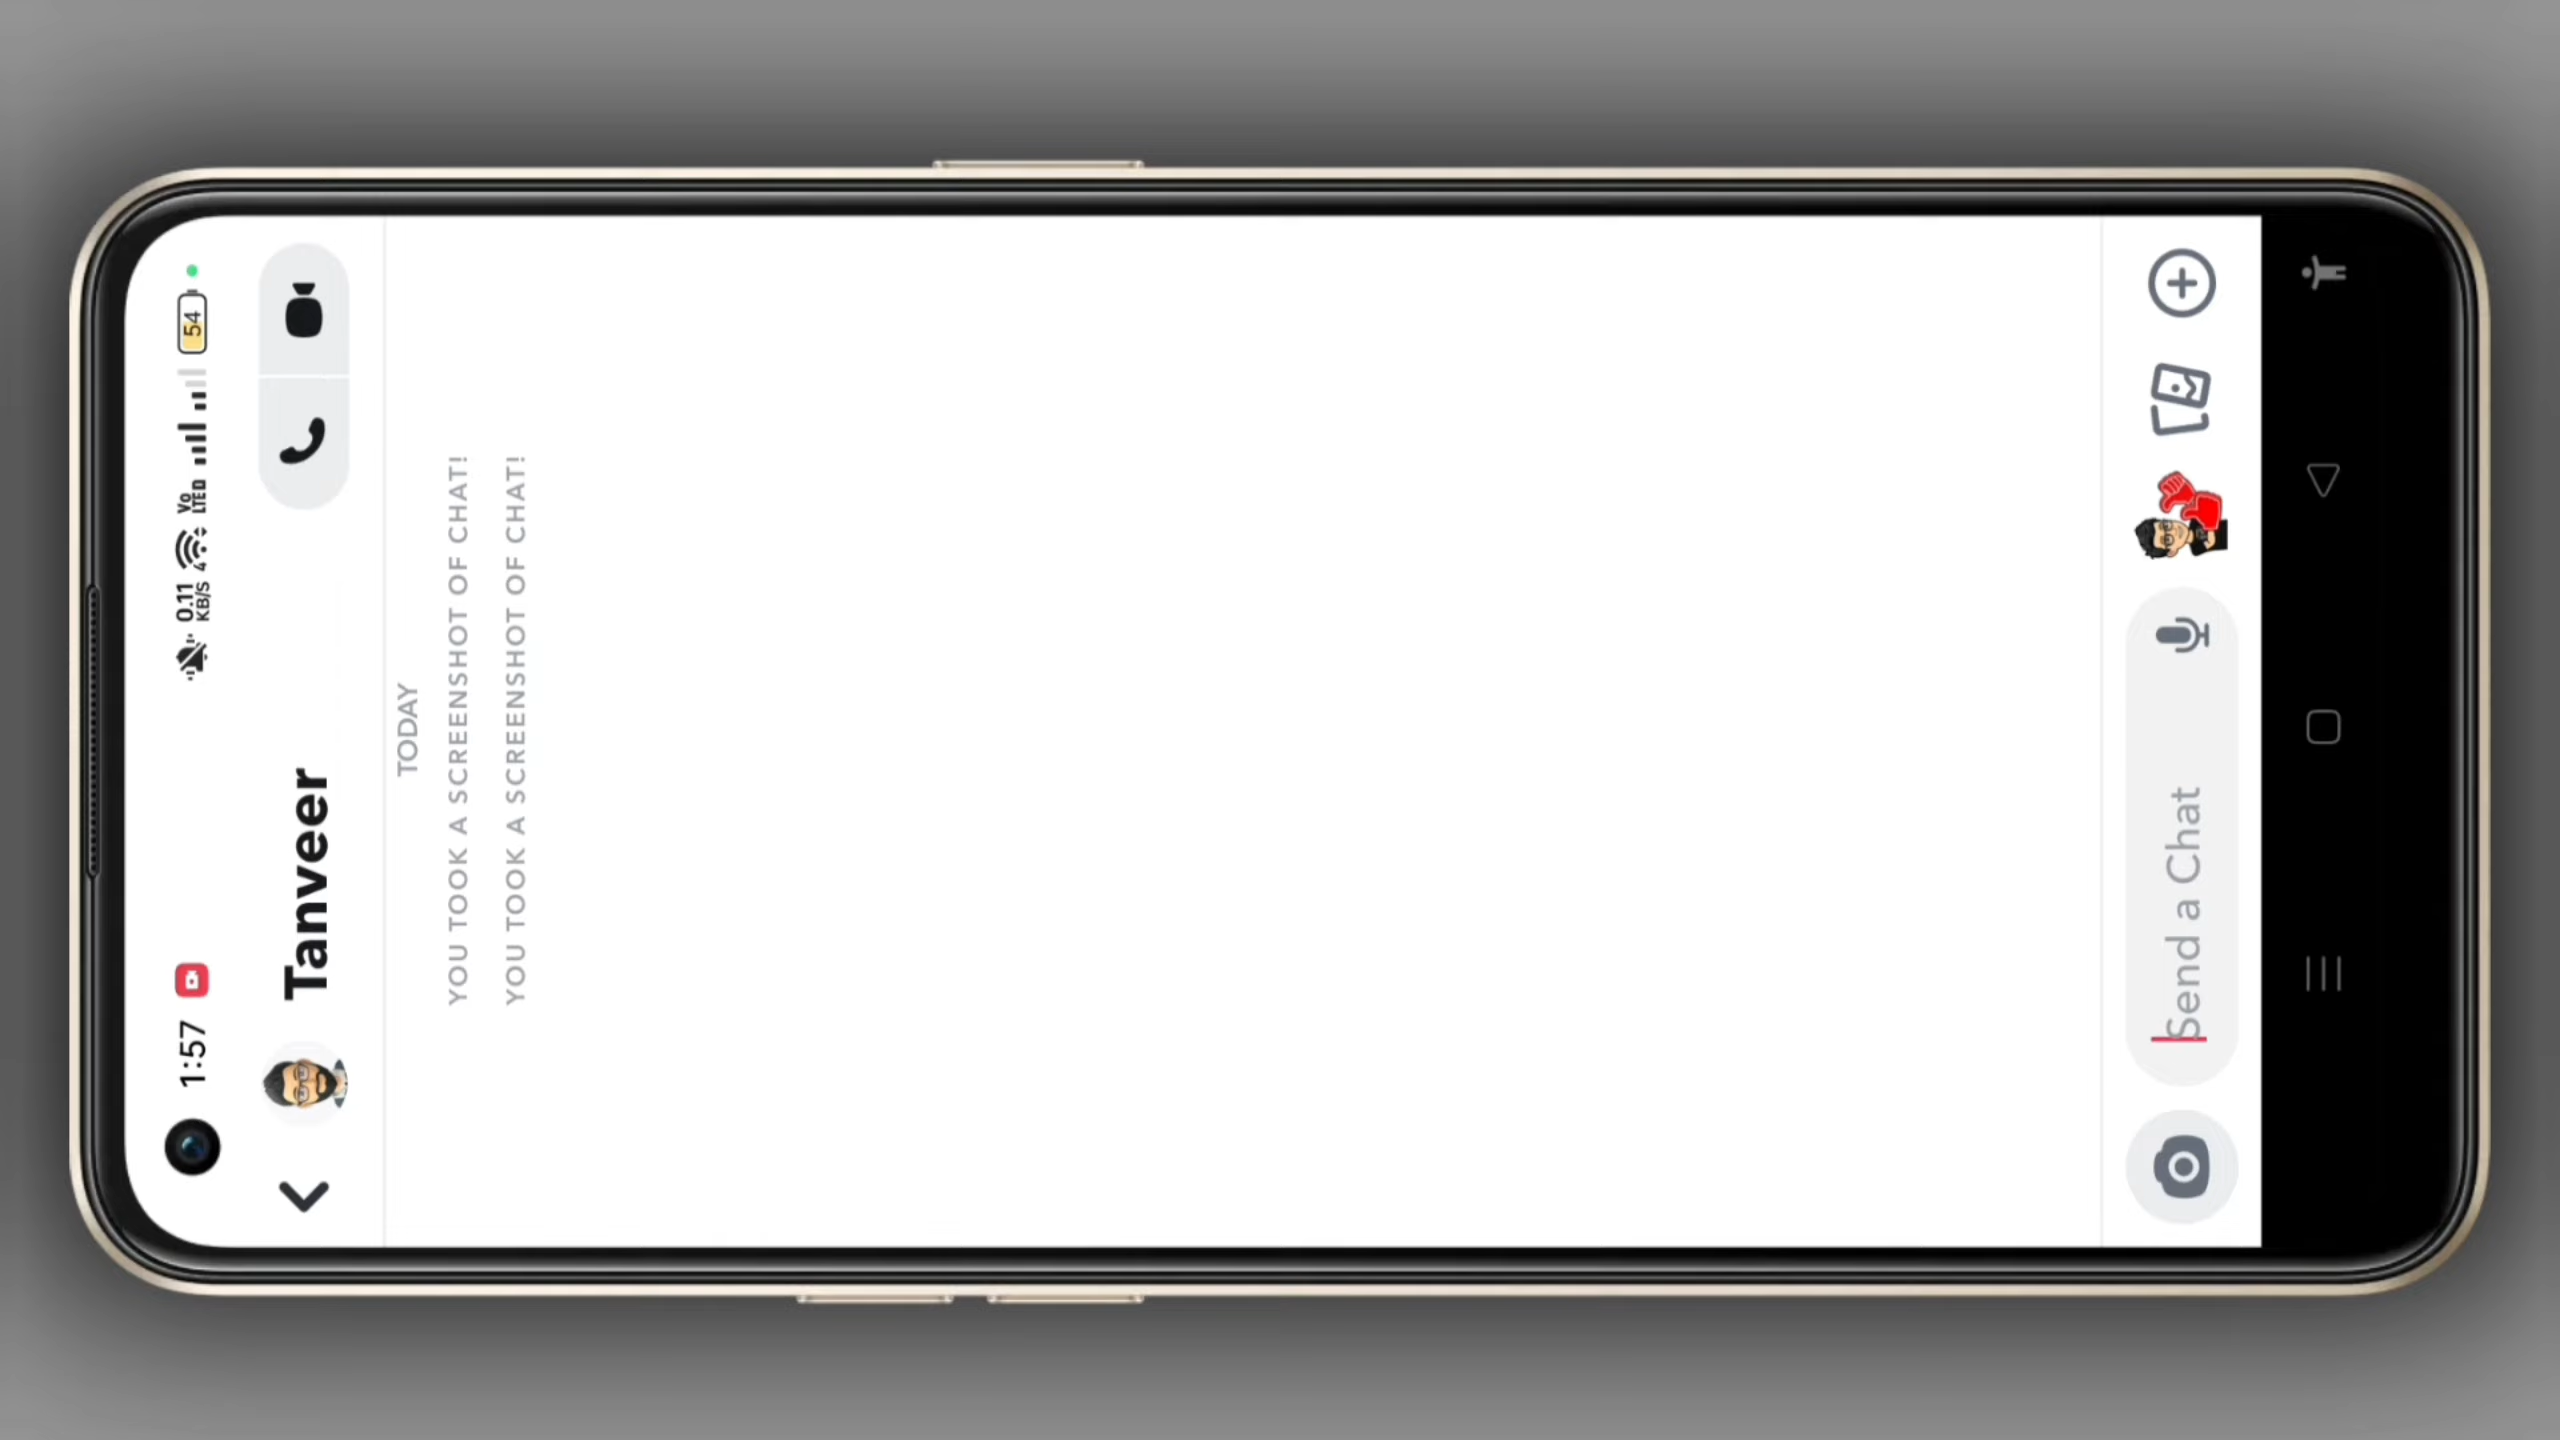 1:57
0.11 KB/S
4
Vo LTE
54
Tanveer
TODAY
YOU TOOK A SCREENSHOT OF CHAT!
YOU TOOK A SCREENSHOT OF CHAT!
Send a Chat